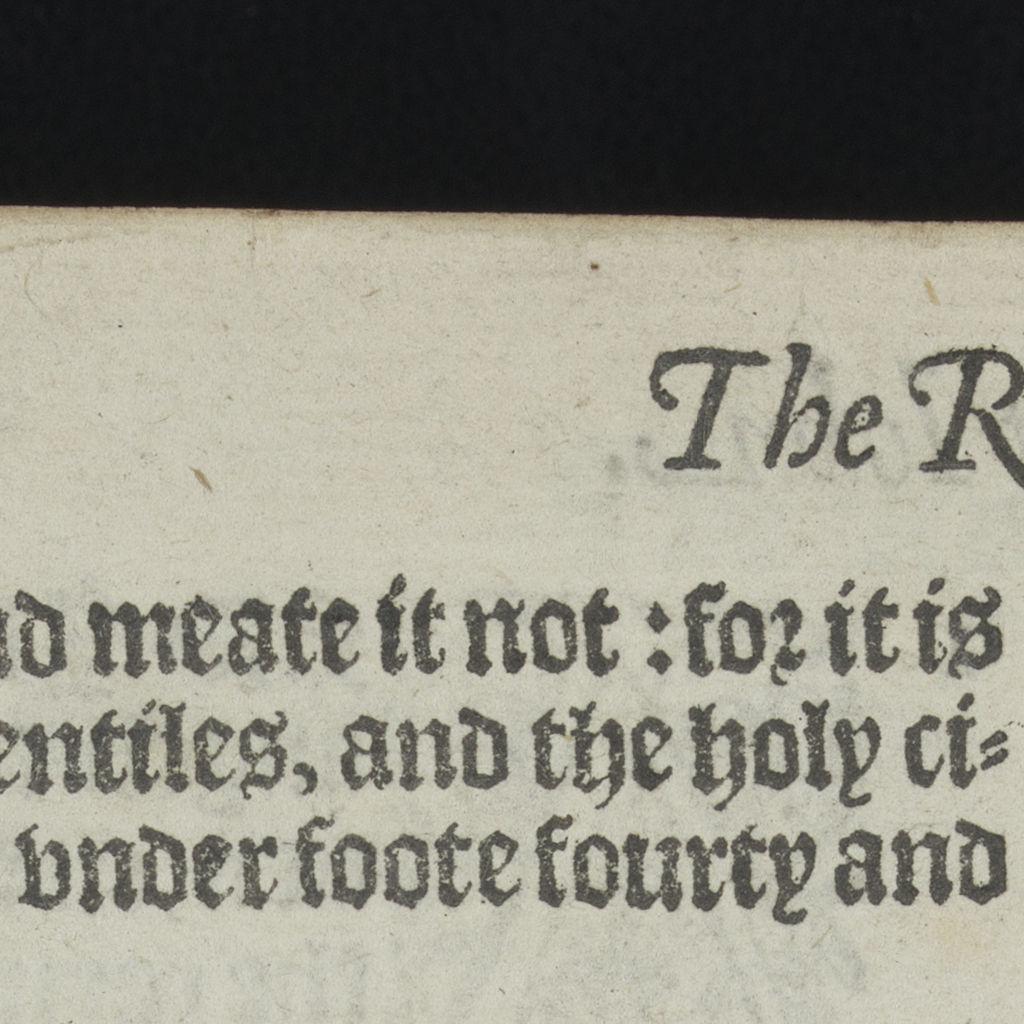 The R
nd meate it not : for it is
entiles, and the holy ci-
vnder foote fourty and